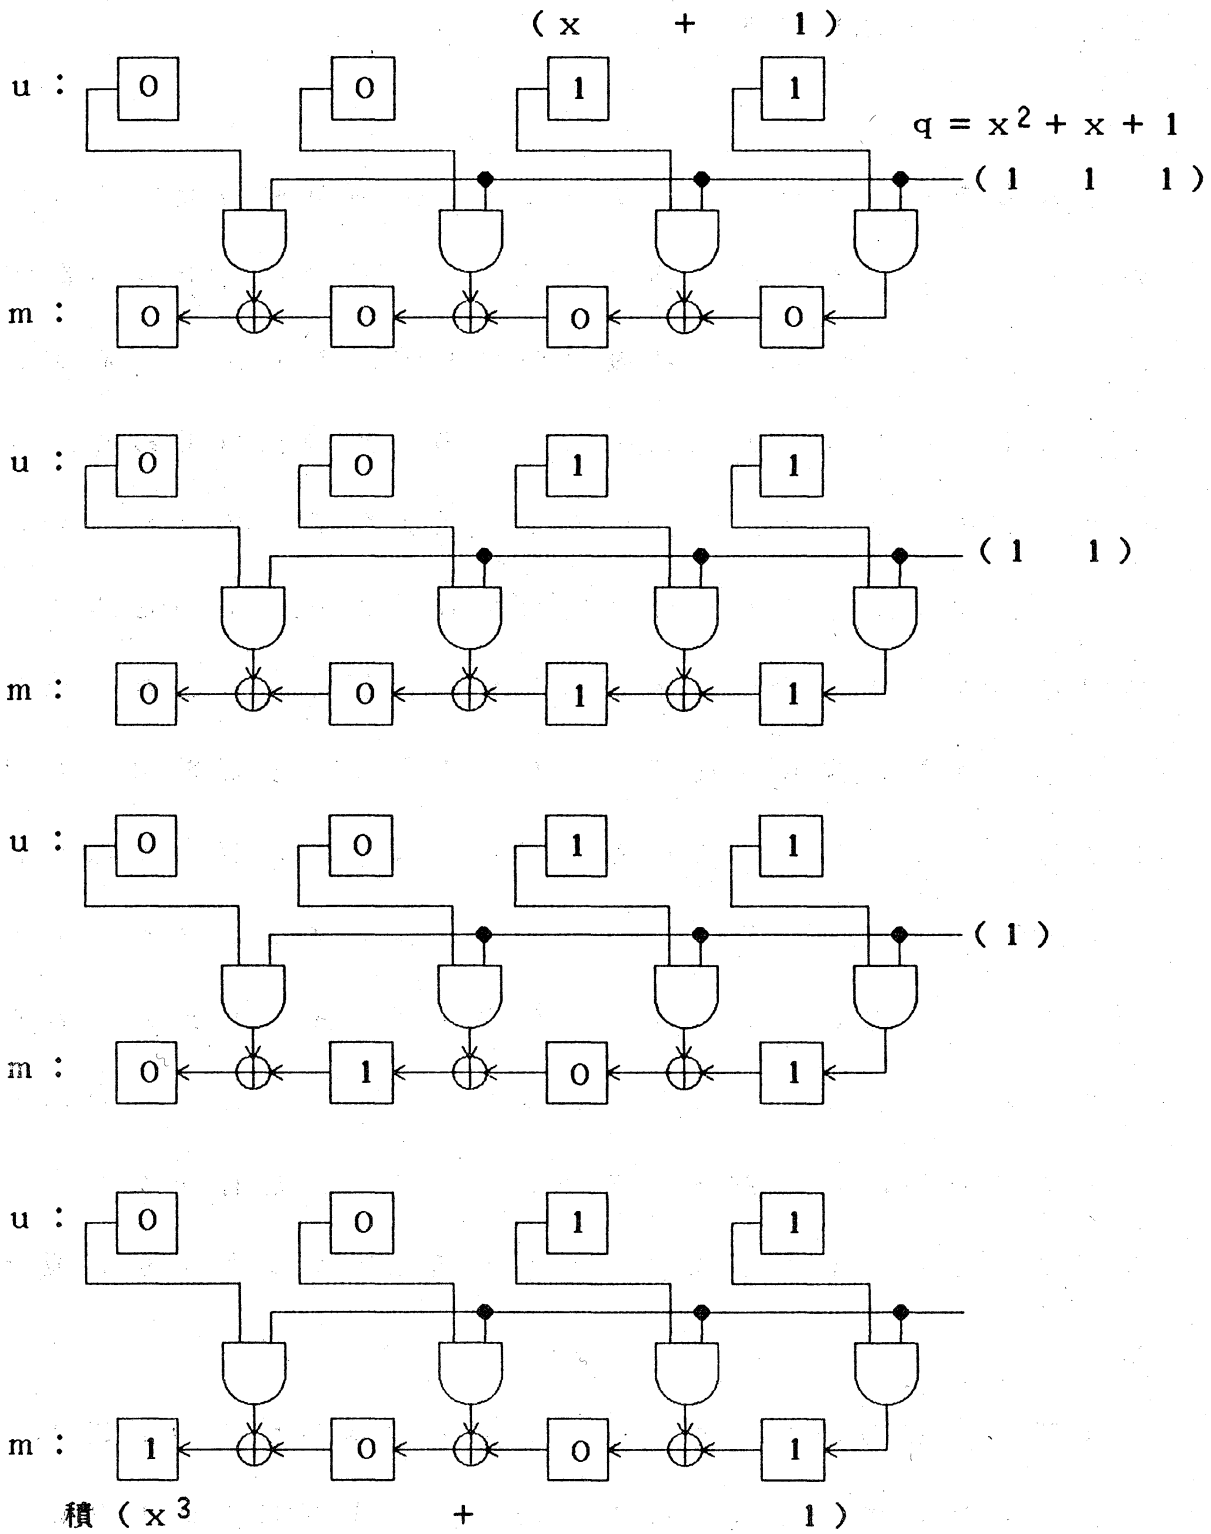 ( x + 1 )
u : 0 0 1 1
q = x² + x + 1
( 1 1 1 )
m : 0 0 0 0
u : 0 0 1 1
( 1 1 )
m : 0 0 1 1
u : 0 0 1 1
( 1 )
m : 0 1 0 1
u : 0 0 1 1
m : 1 0 0 1
積 ( x³ + 1 )